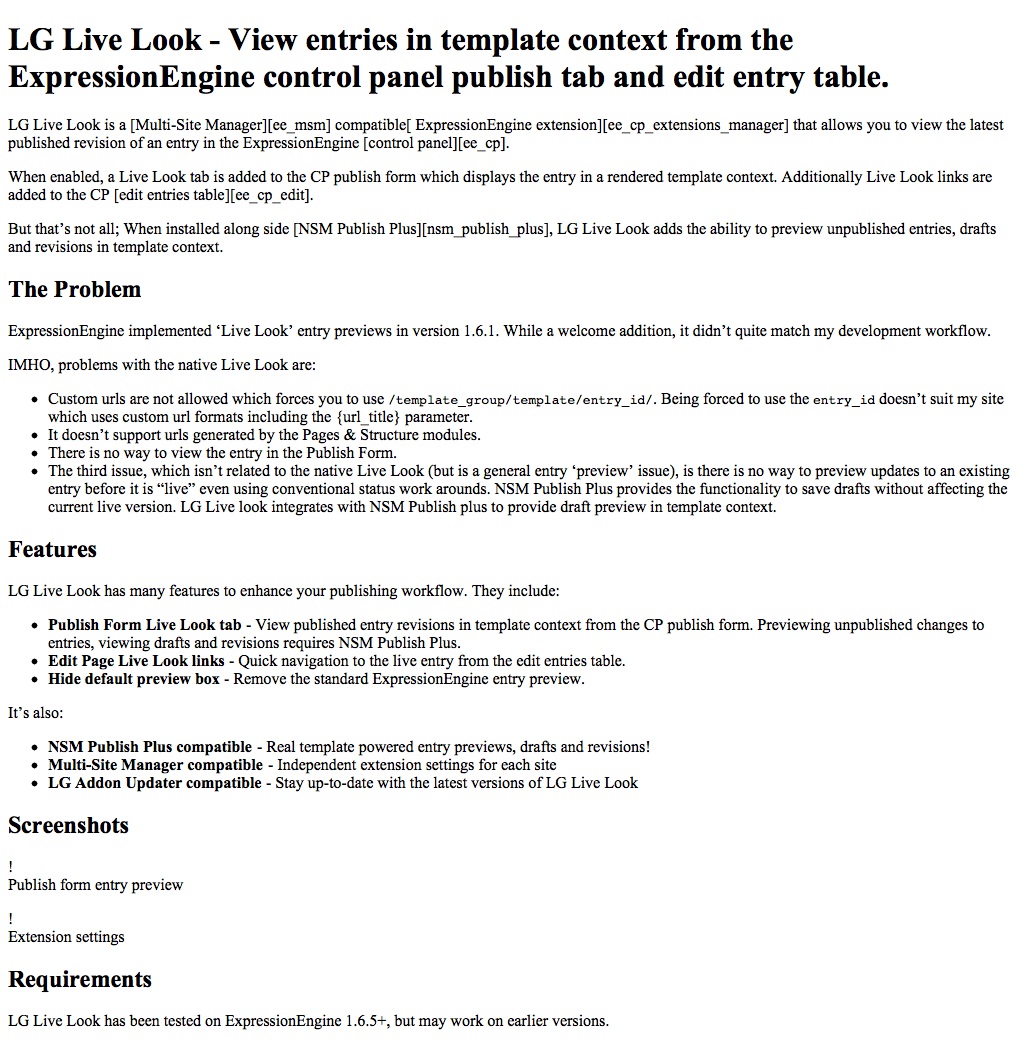 LG Live Look - View entries in template context from the
ExpressionEngine control panel publish tab and edit entry table.
LG Live Look is a [Multi-Site Manager][ee_msm] compatible[ ExpressionEngine extension][ee_cp_extensions_manager] that allows you to view the latest
published revision of an entry in the ExpressionEngine [control panel][ee_cp].
When enabled, a Live Look tab is added to the CP publish form which displays the entry in a rendered template context. Additionally Live Look links are
added to the CP [edit entries table][ee_cp_edit].
But that’s not all; When installed along side [NSM Publish Plus][nsm_publish_plus], LG Live Look adds the ability to preview unpublished entries, drafts
and revisions in template context.
The Problem
ExpressionEngine implemented ‘Live Look’ entry previews in version 1.6.1. While a welcome addition, it didn’t quite match my development workflow.
IMHO, problems with the native Live Look are:
• Custom urls are not allowed which forces you to use /template_group/template/entry_id/. Being forced to use the entry_id doesn’t suit my site
which uses custom url formats including the {url_title} parameter.
• It doesn’t support urls generated by the Pages & Structure modules.
• There is no way to view the entry in the Publish Form.
• The third issue, which isn’t related to the native Live Look (but is a general entry ‘preview’ issue), is there is no way to preview updates to an existing
entry before it is “live” even using conventional status work arounds. NSM Publish Plus provides the functionality to save drafts without affecting the
current live version. LG Live look integrates with NSM Publish plus to provide draft preview in template context.
Features
LG Live Look has many features to enhance your publishing workflow. They include:
• Publish Form Live Look tab - View published entry revisions in template context from the CP publish form. Previewing unpublished changes to
entries, viewing drafts and revisions requires NSM Publish Plus.
• Edit Page Live Look links - Quick navigation to the live entry from the edit entries table.
• Hide default preview box - Remove the standard ExpressionEngine entry preview.
It’s also:
• NSM Publish Plus compatible - Real template powered entry previews, drafts and revisions!
• Multi-Site Manager compatible - Independent extension settings for each site
• LG Addon Updater compatible - Stay up-to-date with the latest versions of LG Live Look
Screenshots
!
Publish form entry preview
!
Extension settings
Requirements
LG Live Look has been tested on ExpressionEngine 1.6.5+, but may work on earlier versions.